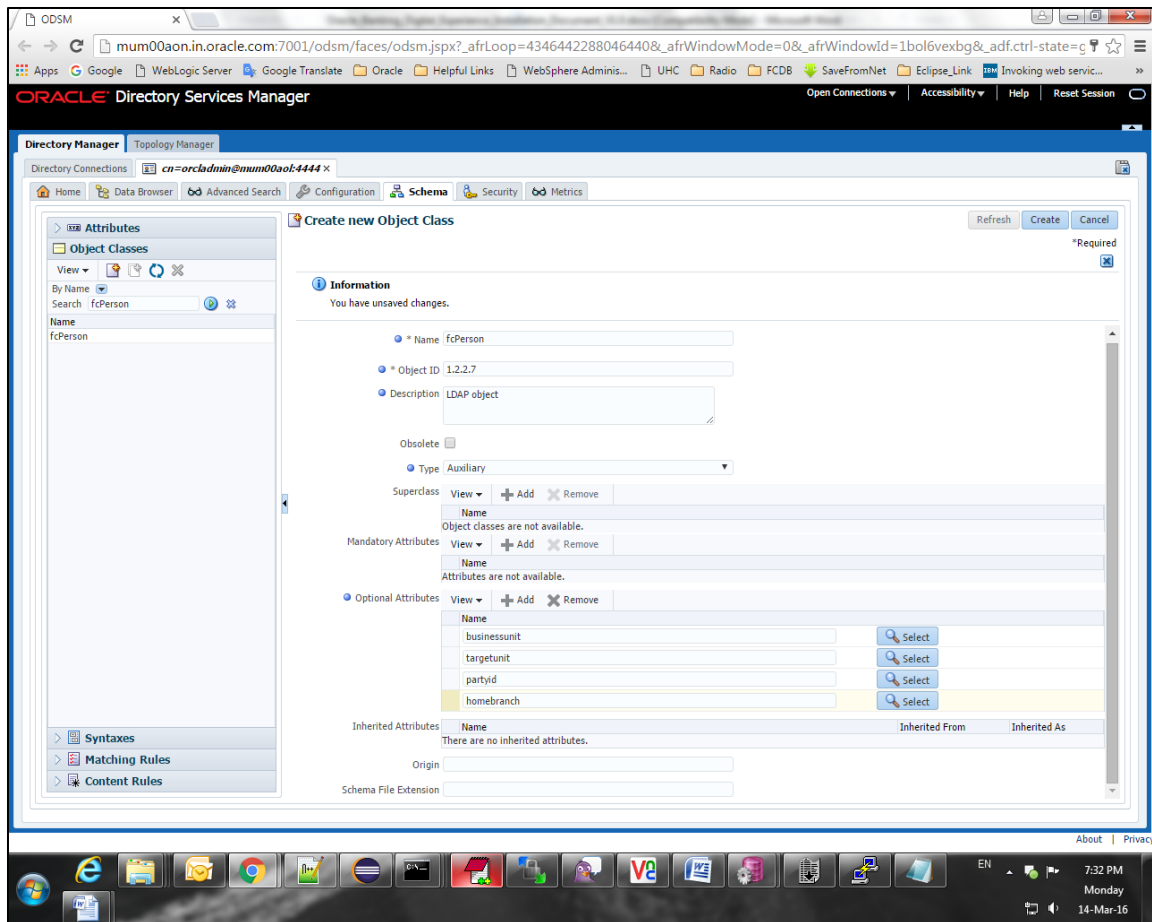 ODSM
mum00aon.in.oracle.com:7001/odsm/faces/odsm.jspx?_afrLoop=4346442288046440&_afrWindowMode=0&_afrWindowId=1bol6vexbg&_adf.ctrl-state=g
Apps Google WebLogic Server Google Translate Oracle Helpful Links WebSphere Adminis... UHC Radio FCDB SaveFromNet Eclipse_Link IBM Invoking web servic... »
ORACLE Directory Services Manager
Open Connections Accessibility Help Reset Session
Directory Manager Topology Manager
Directory Connections cn=orcladmin@mum00aol:4444
Home Data Browser Advanced Search Configuration Schema Security Metrics
Attributes
Object Classes
View
By Name
Search fcPerson
Name
fcPerson
Syntaxes
Matching Rules
Content Rules
Create new Object Class
Refresh Create Cancel
*Required
Information
You have unsaved changes.
* Name fcPerson
* Object ID 1.2.2.7
Description LDAP object
Obsolete
Type Auxiliary
Superclass View Add Remove
Name
Object classes are not available.
Mandatory Attributes View Add Remove
Name
Attributes are not available.
Optional Attributes View Add Remove
Name
businessunit Select
targetunit Select
partyid Select
homebranch Select
Inherited Attributes Name Inherited From Inherited As
There are no inherited attributes.
Origin
Schema File Extension
About | Privacy
EN
7:32 PM
Monday
14-Mar-16